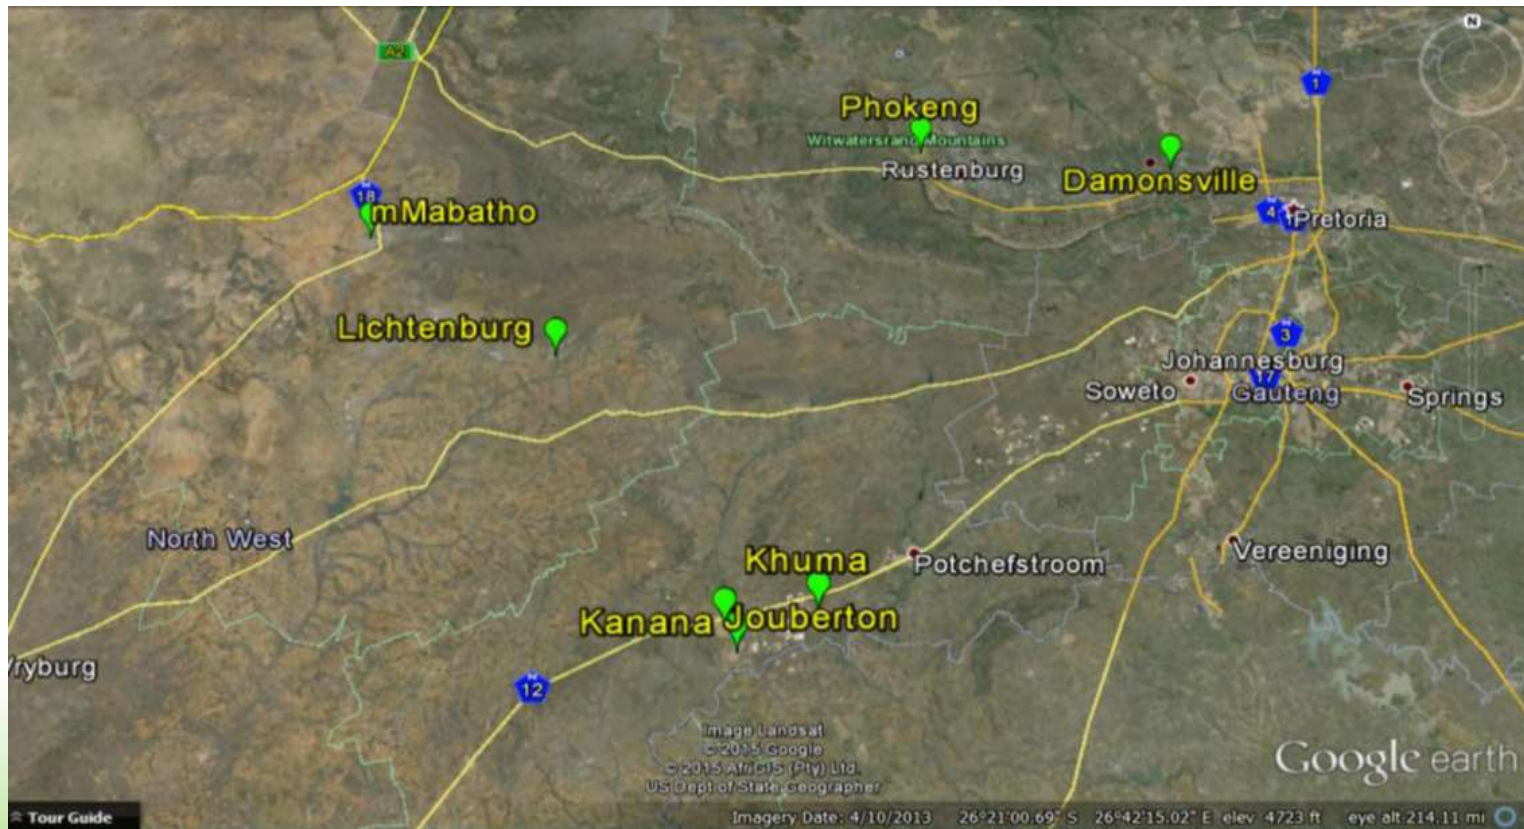 N
A2
1
Phokeng
Witwatersrand Mountains
Rustenburg
Damonsville
N
18
mMabatho
N
4
Pretoria
Lichtenburg
N
3
Johannesburg
17
Soweto
Gauteng
Springs
North West
Khuma
Potchefstroom
Vereeniging
Kanana
Jouberton
Vryburg
N
12
Image Landsat
© 2015 Google
© 2015 AfriGIS (Pty) Ltd.
US Dept of State Geographer
Google earth
Tour Guide
Imagery Date: 4/10/2013 26°21'00.69" S 26°42'15.02" E elev 4723 ft eye alt 214.11 mi